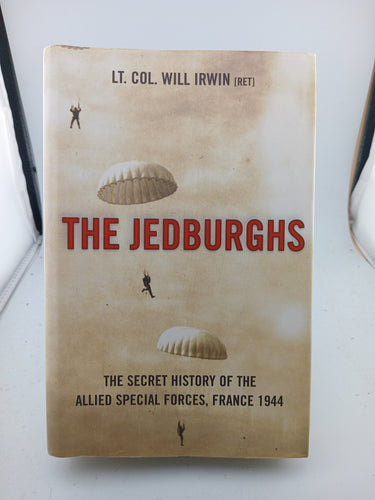 LT. COL. WILL IRWIN [RET]
THE JEDBURGHS
THE SECRET HISTORY OF THE
ALLIED SPECIAL FORCES, FRANCE 1944